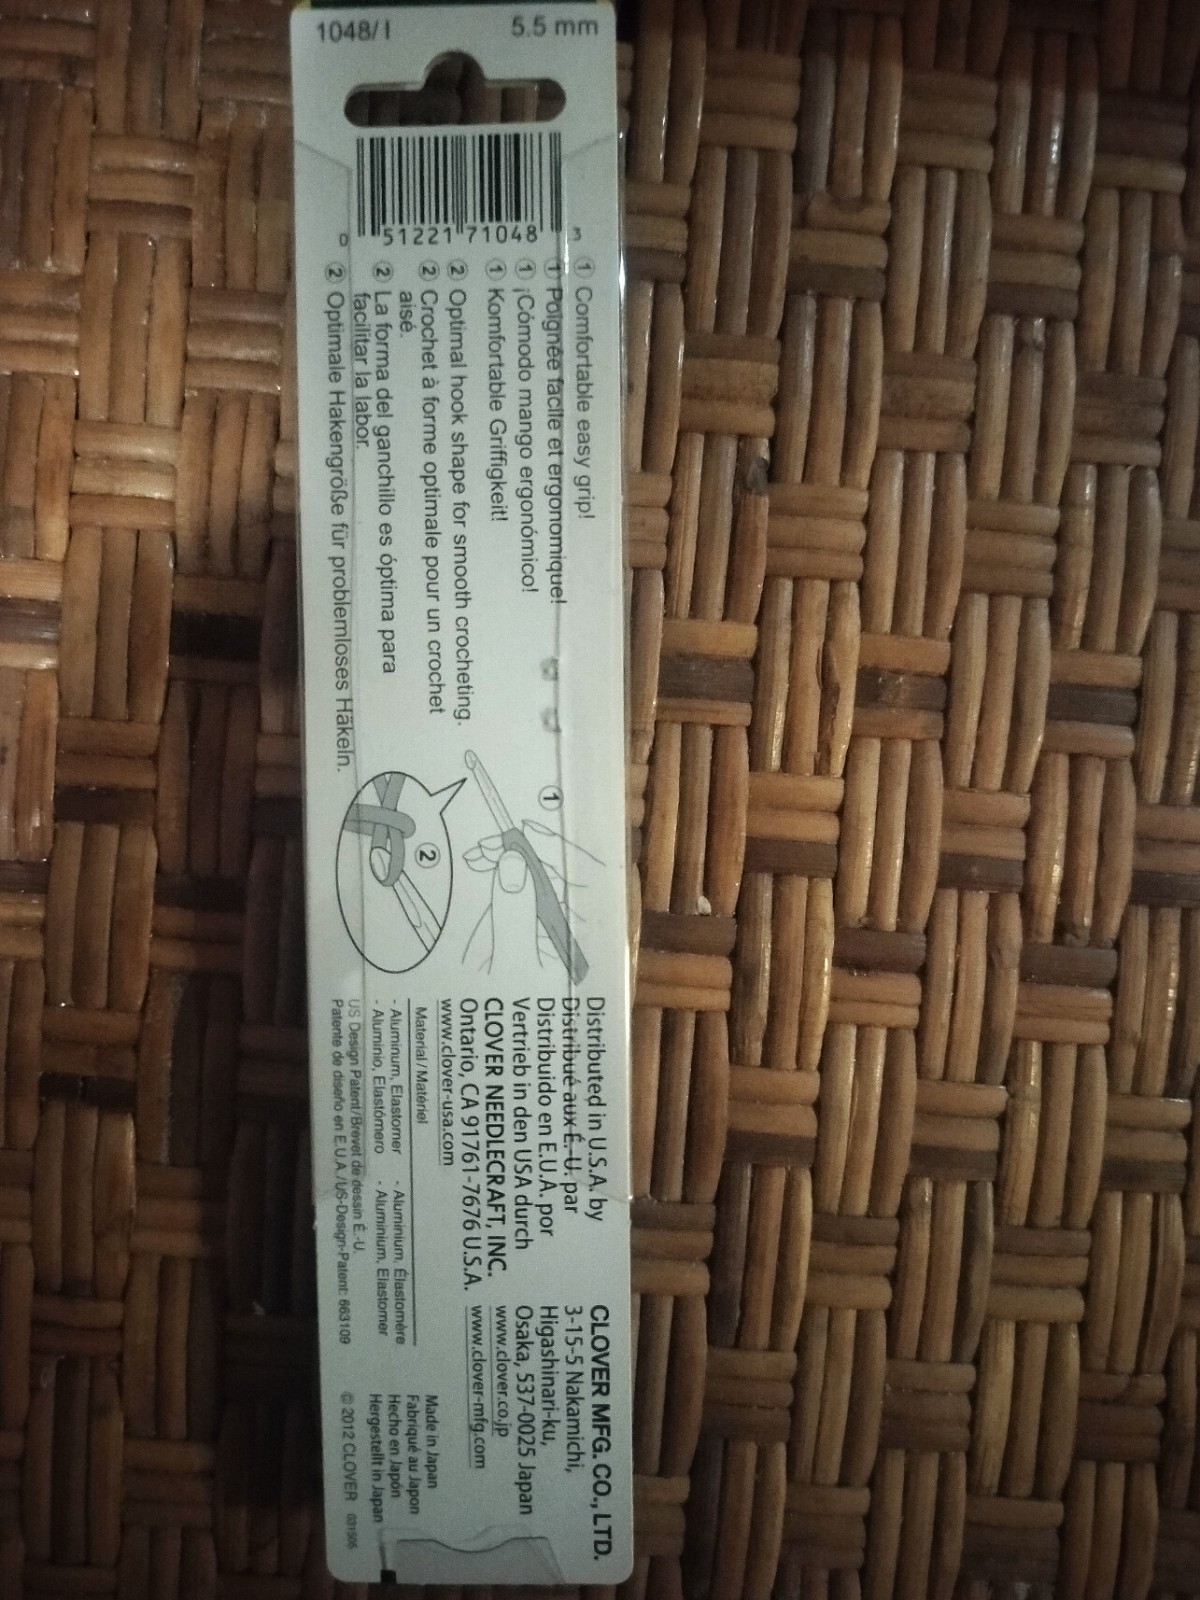 1048/I
5.5 mm
0 51221 71048 3
① Comfortable easy grip!
① Poignée facile et ergonomique!
① ¡Cómodo mango ergonómico!
① Komfortable Griffigkeit!
② Optimal hook shape for smooth crocheting.
② Crochet à forme optimale pour un crochet
aisé.
② La forma del ganchillo es óptima para
facilitar la labor.
② Optimale Hakengröße für problemloses Häkeln.
①
②
Distributed in U.S.A. by
Distribué aux É.-U. par
Distribuido en E.U.A. por
Vertrieb in den USA durch
CLOVER NEEDLECRAFT, INC.
Ontario, CA 91761-7676 U.S.A.
www.clover-usa.com
Material/Matériel
- Aluminum, Elastomer - Aluminium, Élastomère
- Aluminio, Elastómero - Aluminium, Elastomer
US Design Patent/Brevet de dessin É.-U.
Patente de diseño en E.U.A./US-Design-Patent: 663109
CLOVER MFG. CO., LTD.
3-15-5 Nakamichi,
Higashinari-ku,
Osaka, 537-0025 Japan
www.clover.co.jp
www.clover-mfg.com
Made in Japan
Fabriqué au Japon
Hecho en Japón
Hergestellt in Japan
© 2012 CLOVER